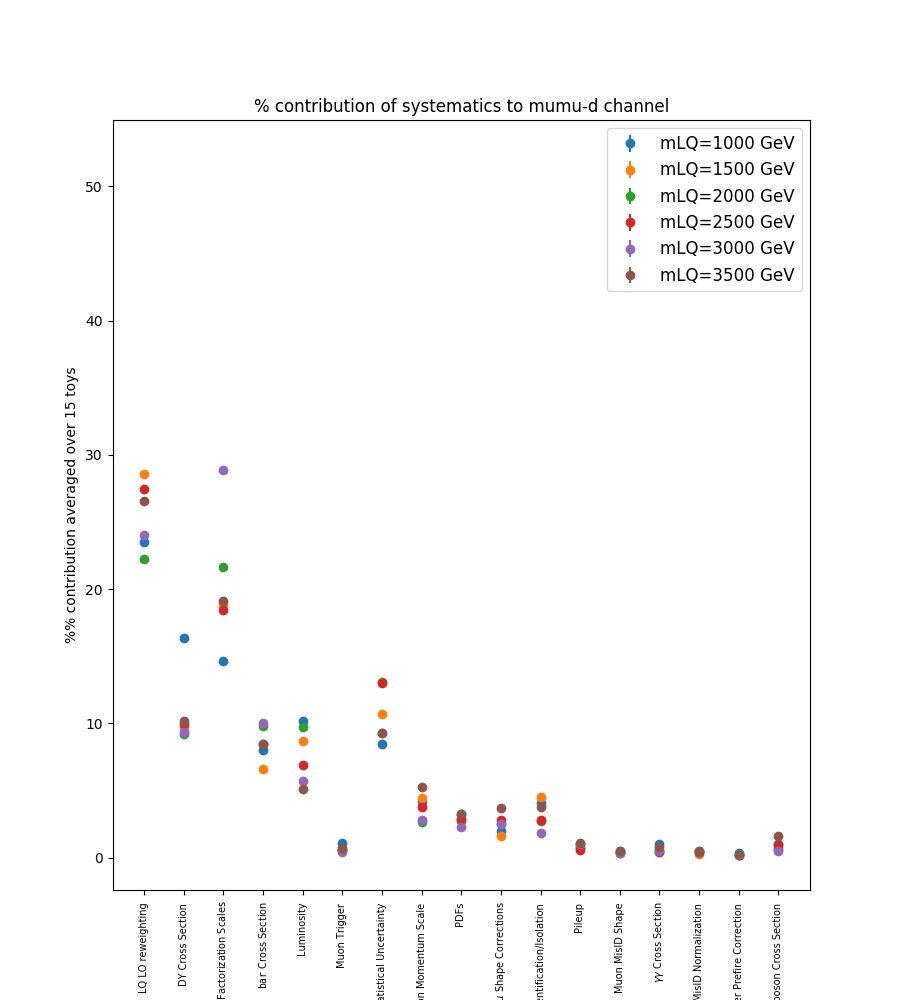 % contribution of systematics to mumu-d channel
mLQ=1000 GeV
mLQ=1500 GeV
mLQ=2000 GeV
mLQ=2500 GeV
mLQ=3000 GeV
mLQ=3500 GeV
%% contribution averaged over 15 toys
50
40
30
20
10
0
LQ LO reweighting
DY Cross Section
Factorization Scales
bar Cross Section
Luminosity
Muon Trigger
atistical Uncertainty
on Momentum Scale
PDFs
Shape Corrections
entification/Isolation
Pileup
Muon MisID Shape
γγ Cross Section
MisID Normalization
er Prefire Correction
boson Cross Section